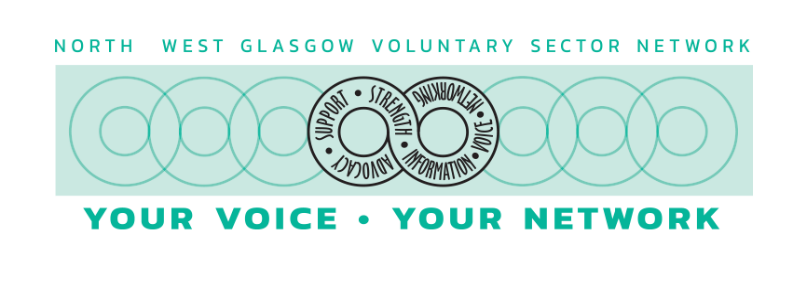 NORTH WEST GLASGOW VOLUNTARY SECTOR NETWORK
ADVOCACY • SUPPORT • STRENGTH • INFORMATION • VOICE • NETWORKING
YOUR VOICE • YOUR NETWORK